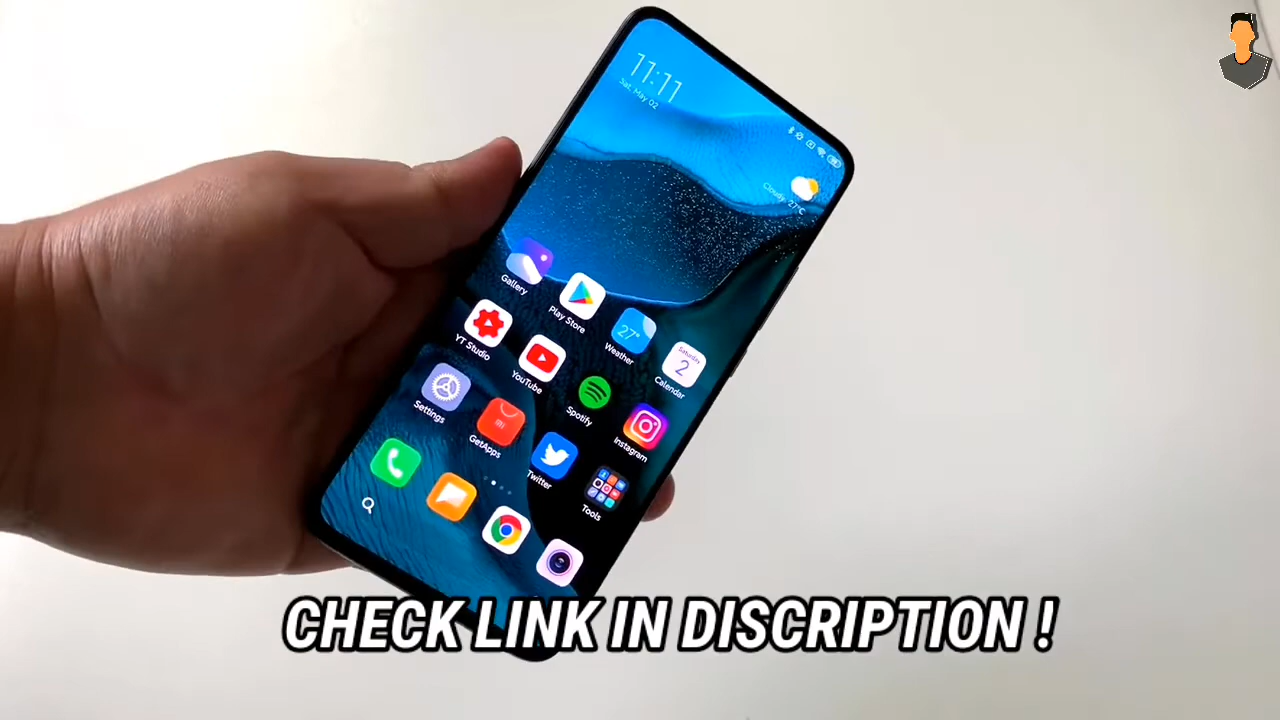 11:11
Sat, May 02
Cloudy 27°C
Gallery
Play Store
27°
Weather
Saturday
2
Calendar
YT Studio
YouTube
Spotify
Instagram
Settings
GetApps
Twitter
Tools
CHECK LINK IN DISCRIPTION !